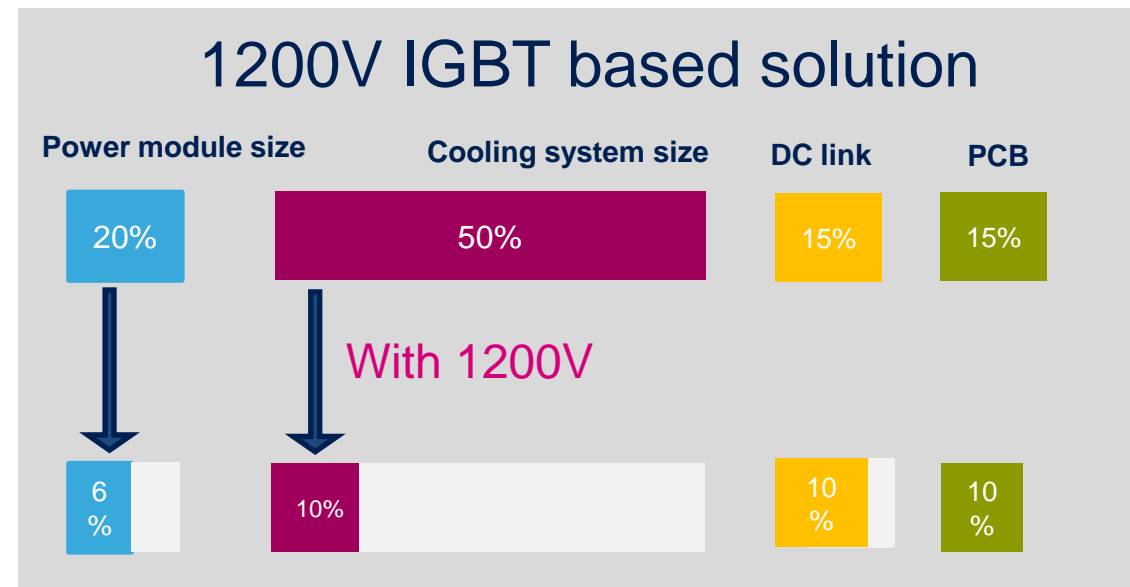 1200V IGBT based solution
Power module size
Cooling system size
DC link
PCB
20%
50%
15%
15%
With 1200V
6
%
10%
10
%
10
%